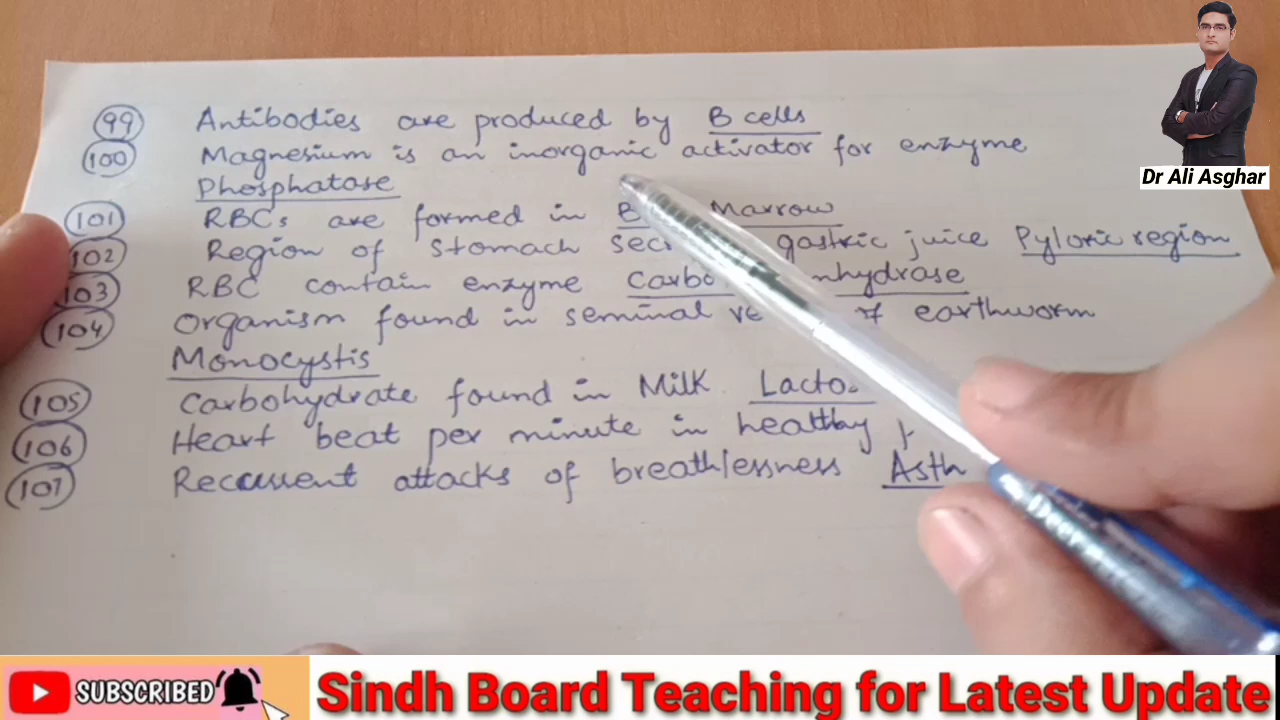 Dr Ali Asghar
99 Antibodies are produced by B cells
100 Magnesium is an inorganic activator for enzyme
Phosphatase
101 RBCs are formed in Marrow
102 Region of stomach gastric juice Pyloric region
103 RBC contain enzyme
104 Organism found in seminal of earthworm
Monocystis
105 Carbohydrate found in Milk
106 Heart beat per minute in
107 attacks of breathlessness
SUBSCRIBED
Sindh Board Teaching for Latest Update